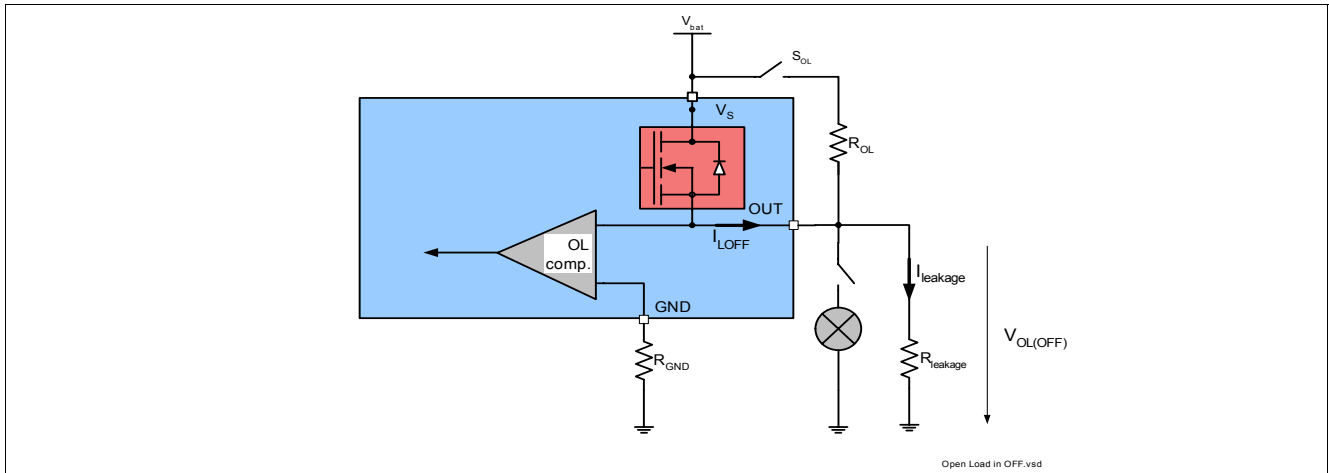 Vbat
SOL
VS
ROL
OUT
ILOFF
OL
comp.
Ileakage
GND
VOL(OFF)
RGND
Rleakage
Open Load in OFF.vsd